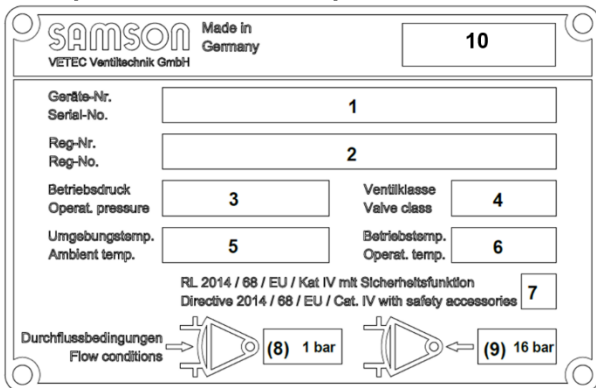 SAMSON
VETEC Ventiltechnik GmbH
Made in
Germany
10
Geräte-Nr.
Serial-No.
1
Reg-Nr.
Reg-No.
2
Betriebsdruck
Operat. pressure
3
Ventilklasse
Valve class
4
Umgebungstemp.
Ambient temp.
5
Betriebstemp.
Operat. temp.
6
RL 2014 / 68 / EU / Kat IV mit Sicherheitsfunktion
Directive 2014 / 68 / EU / Cat. IV with safety accessories
7
Durchflussbedingungen
Flow conditions
(8) 1 bar
(9) 16 bar